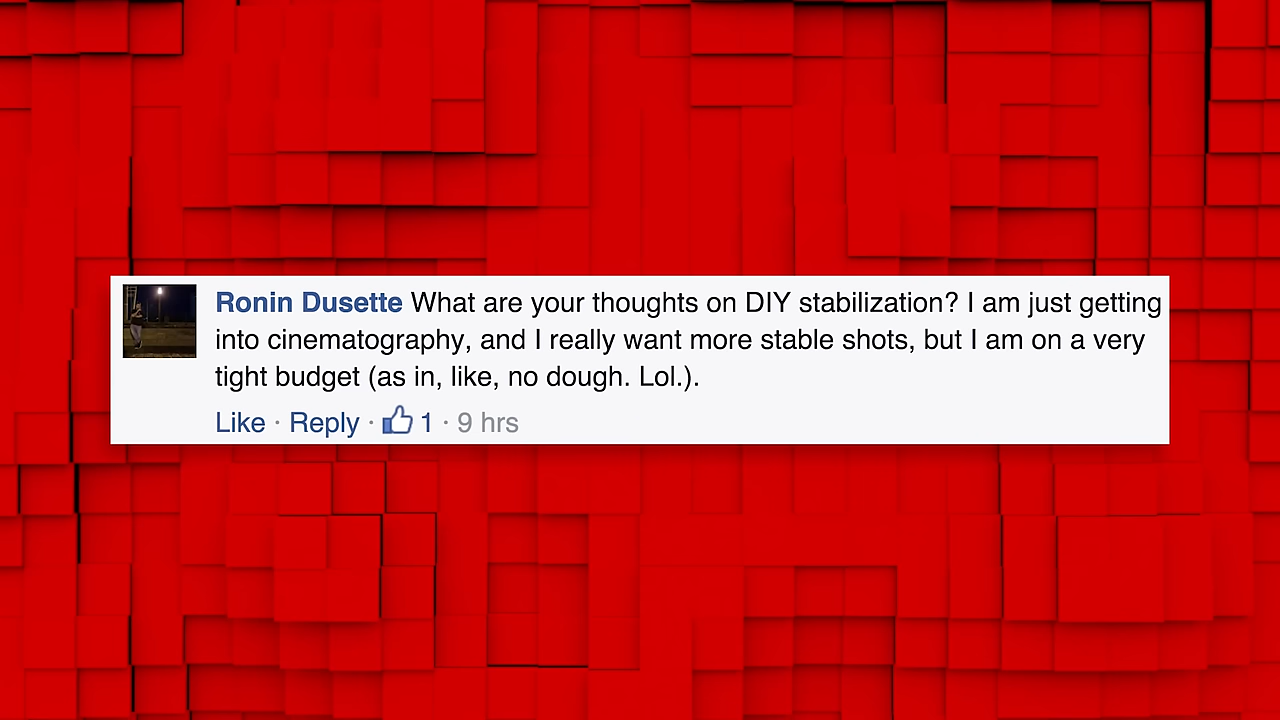 Ronin Dusette What are your thoughts on DIY stabilization? I am just getting
into cinematography, and I really want more stable shots, but I am on a very
tight budget (as in, like, no dough. Lol.).
Like · Reply · 1 · 9 hrs